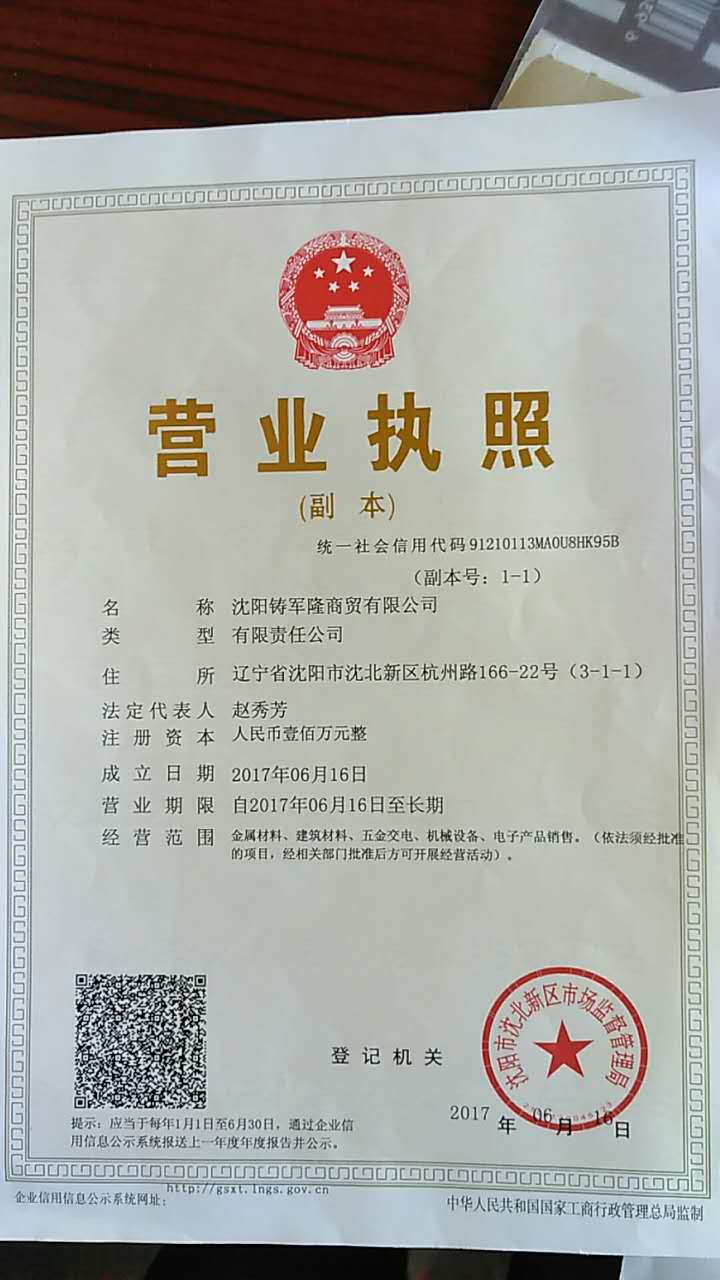 营业执照
(副 本)
统一社会信用代码91210113MA0U8HK95B
(副本号：1-1)
名 称 沈阳铸军隆商贸有限公司
类 型 有限责任公司
住 所 辽宁省沈阳市沈北新区杭州路166-22号（3-1-1）
法定代表人 赵秀芳
注册资本 人民币壹佰万元整
成立日期 2017年06月16日
营业期限 自2017年06月16日至长期
经营范围 金属材料、建筑材料、五金交电、机械设备、电子产品销售。（依法须经批准
的项目，经相关部门批准后方可开展经营活动）。
登记机关
沈阳市沈北新区市场监督管理局
2017 年 06 月 16 日
提示：应当于每年1月1日至6月30日，通过企业信
用信息公示系统报送上一年度年度报告并公示。
http://gsxt.lngs.gov.cn
企业信用信息公示系统网址：
中华人民共和国国家工商行政管理总局监制